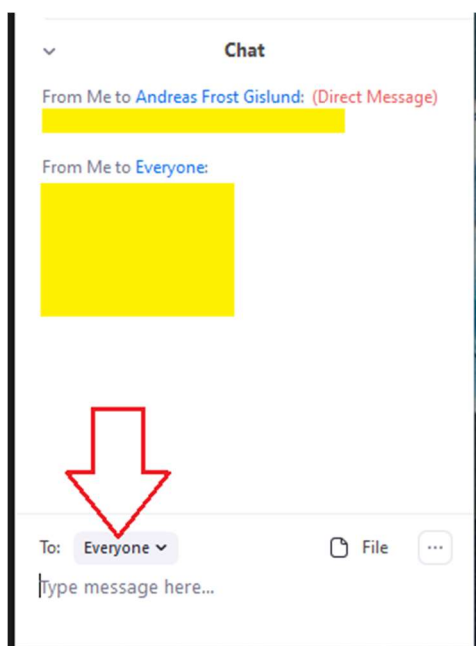 Chat
From Me to Andreas Frost Gislund: (Direct Message)
From Me to Everyone:
To: Everyone File ...
Type message here...